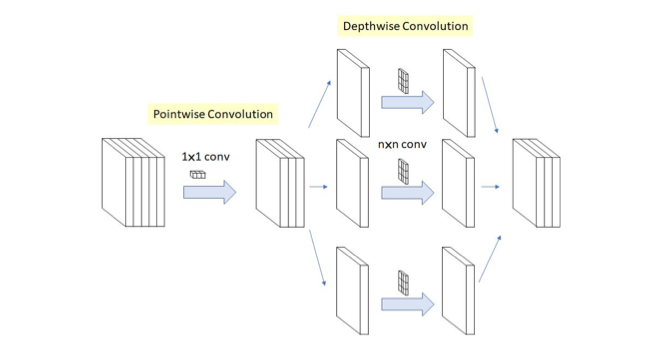 Depthwise Convolution
Pointwise Convolution
1x1 conv
nxn conv